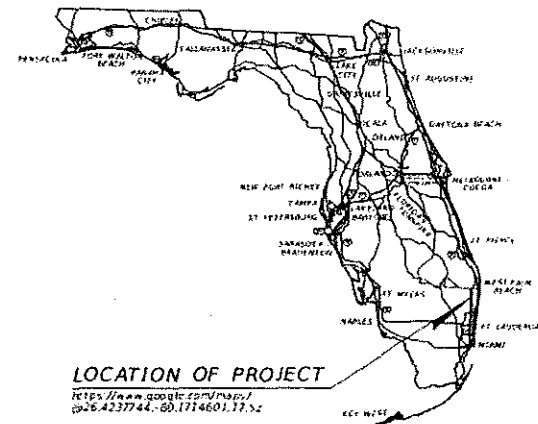 CHIPLEY
PENSACOLA
FORT WALTON
BEACH
PANAMA
CITY
TALLAHASSEE
LAKE
CITY
JACKSONVILLE
ST AUGUSTINE
GAINESVILLE
OCALA
DELAND
DAYTONA BEACH
ORLANDO
MELBOURNE
COCOA
NEW PORT RICHEY
TAMPA
ST PETERSBURG
LAKELAND
BARTOW
FLORIDA'S
TURNPIKE
SARASOTA
BRADENTON
FT PIERCE
WEST PALM
BEACH
FT MYERS
NAPLES
FT LAUDERDALE
MIAMI
LOCATION OF PROJECT
https://www.google.com/maps/
@26.4237744,-80.1714601,17.5z
KEY WEST